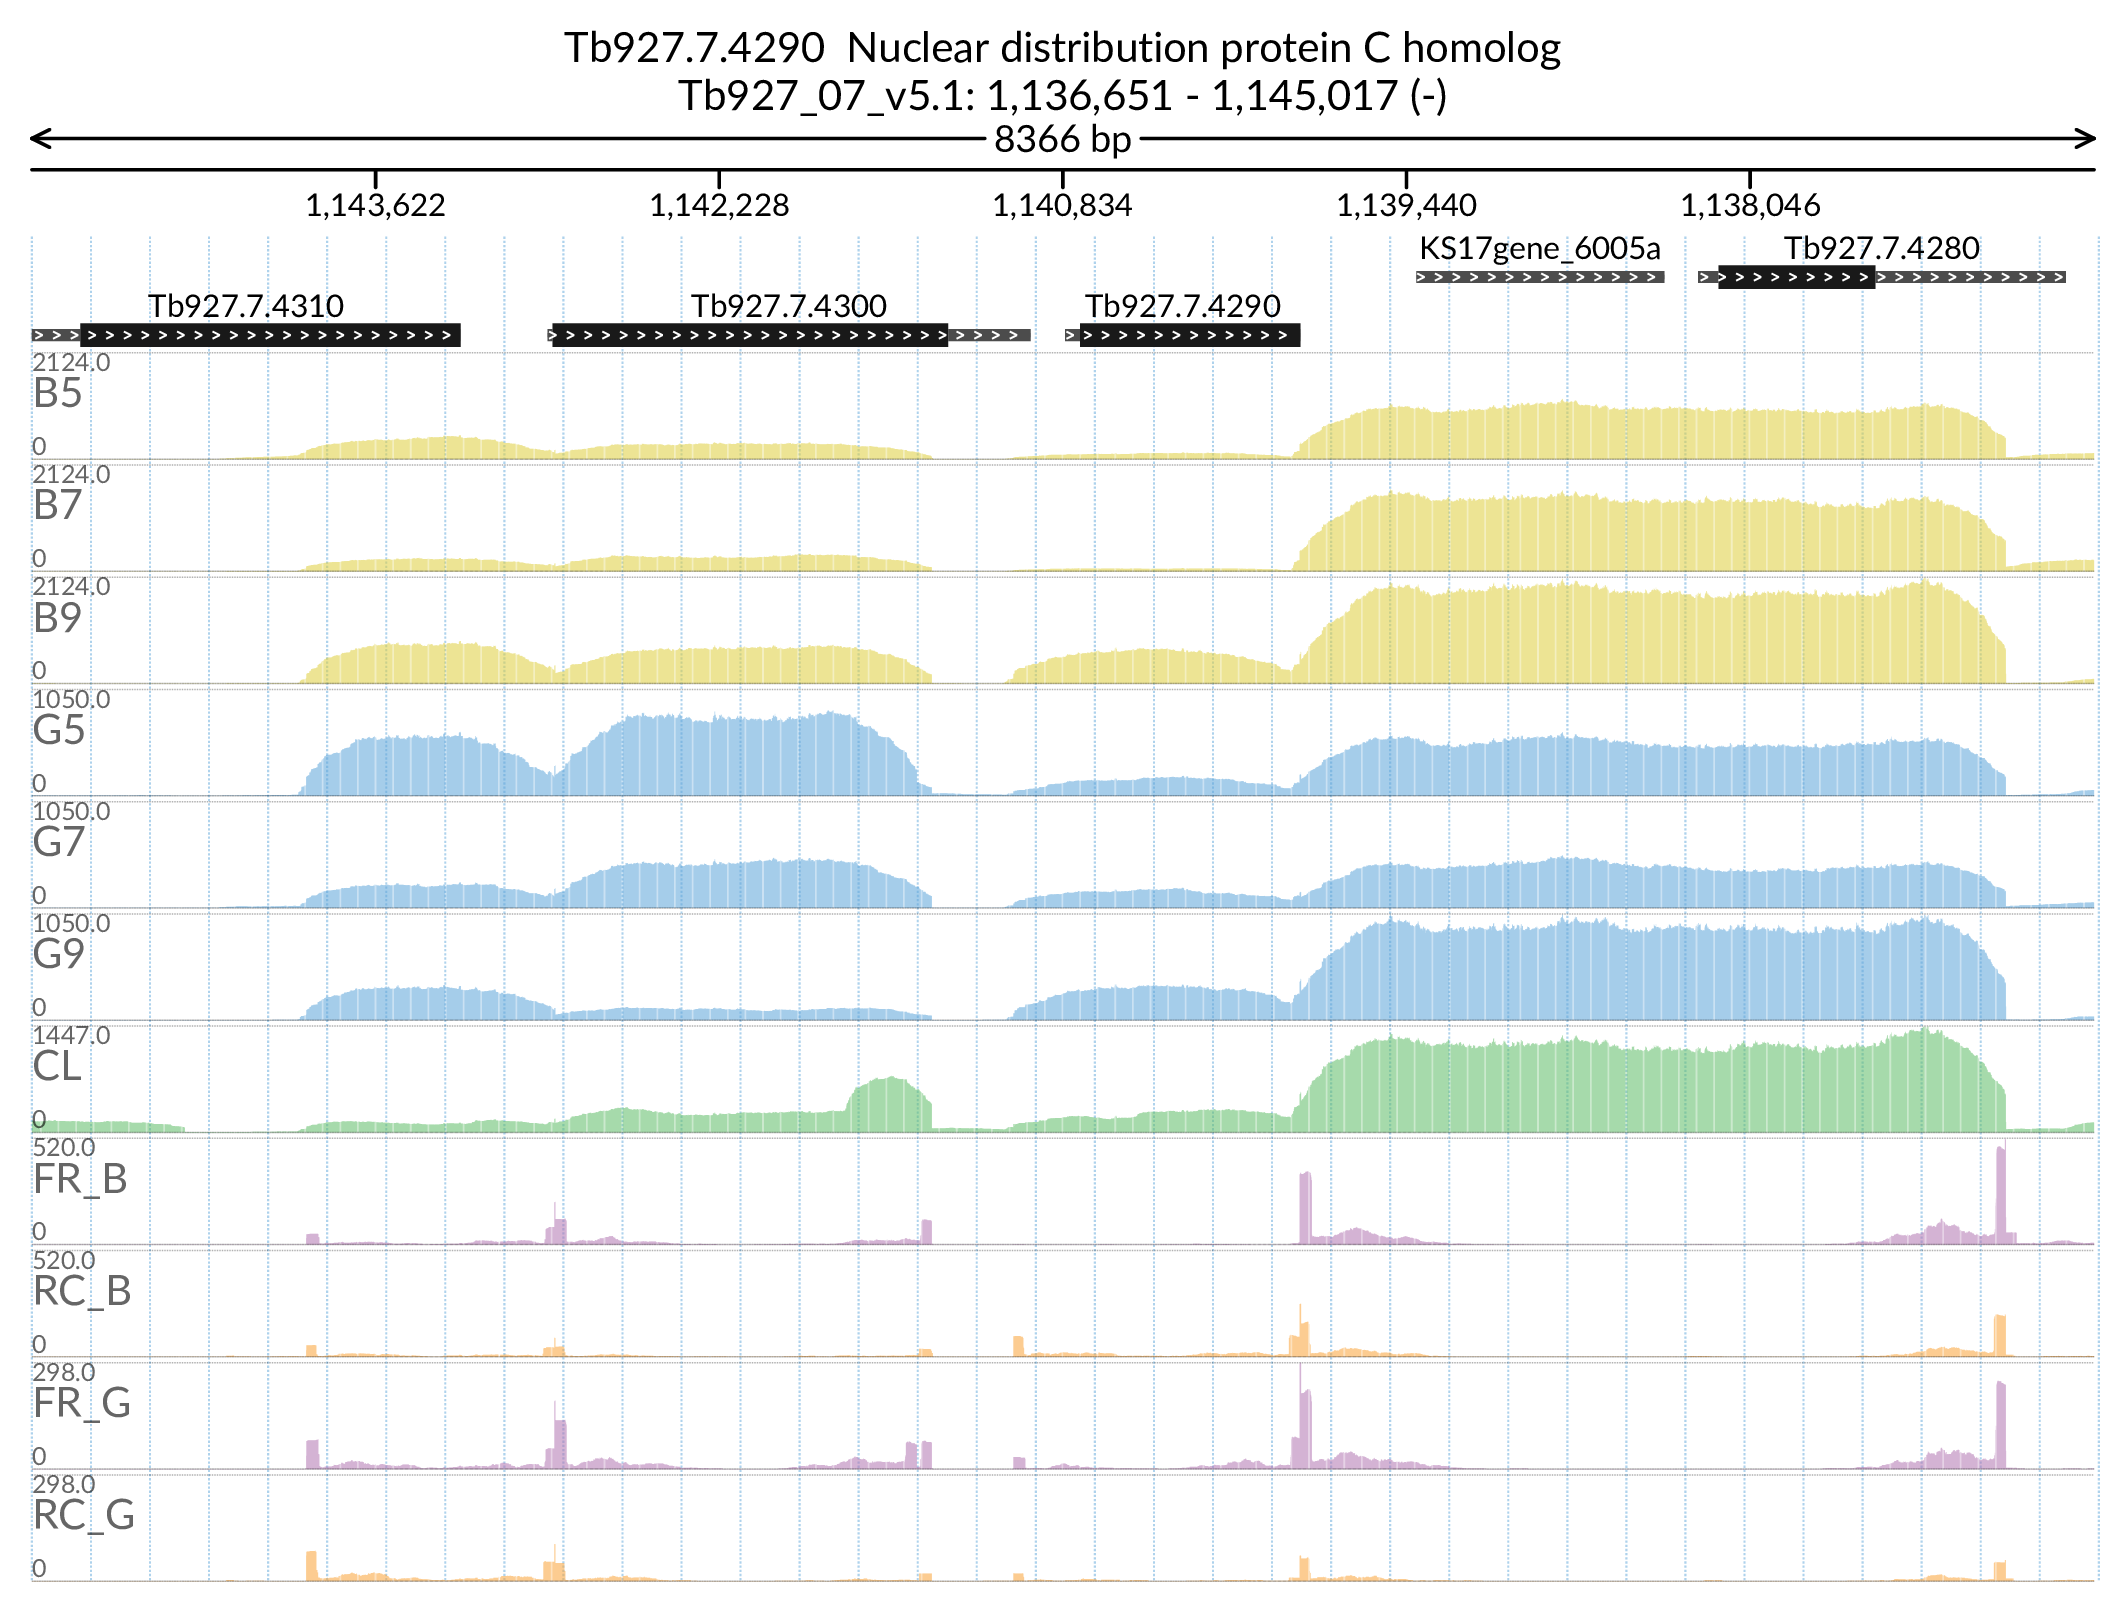 Tb927.7.4290  Nuclear distribution protein C homolog
Tb927_07_v5.1: 1,136,651 - 1,145,017 (-)
8366 bp
1,143,622 1,142,228 1,140,834 1,139,440 1,138,046
KS17gene_6005a Tb927.7.4280
Tb927.7.4310 Tb927.7.4300 Tb927.7.4290
2124.0
B5
0
2124.0
B7
0
2124.0
B9
0
1050.0
G5
0
1050.0
G7
0
1050.0
G9
0
1447.0
CL
0
520.0
FR_B
0
520.0
RC_B
0
298.0
FR_G
0
298.0
RC_G
0